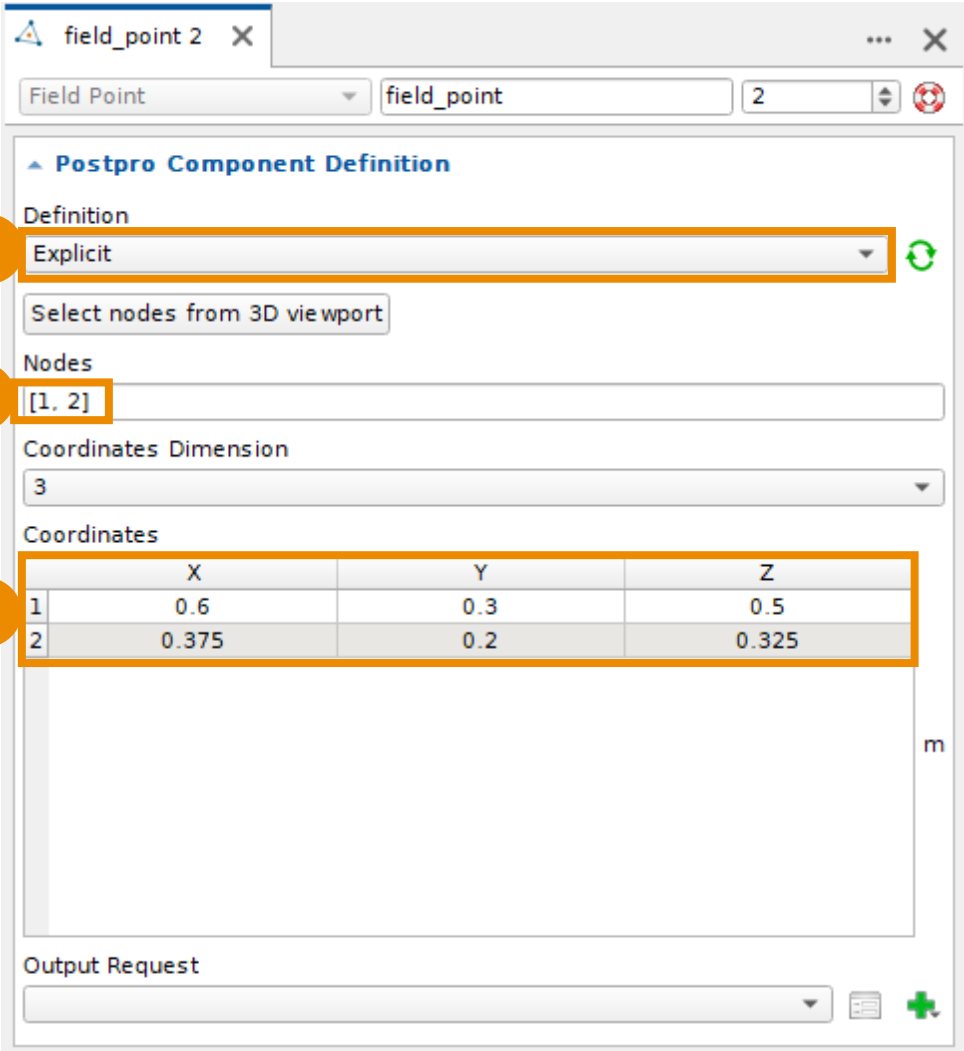 field_point 2
Field Point field_point 2
Postpro Component Definition
Definition
Explicit
Select nodes from 3D viewport
Nodes
[1, 2]
Coordinates Dimension
3
Coordinates
X Y Z
1 0.6 0.3 0.5
2 0.375 0.2 0.325
m
Output Request